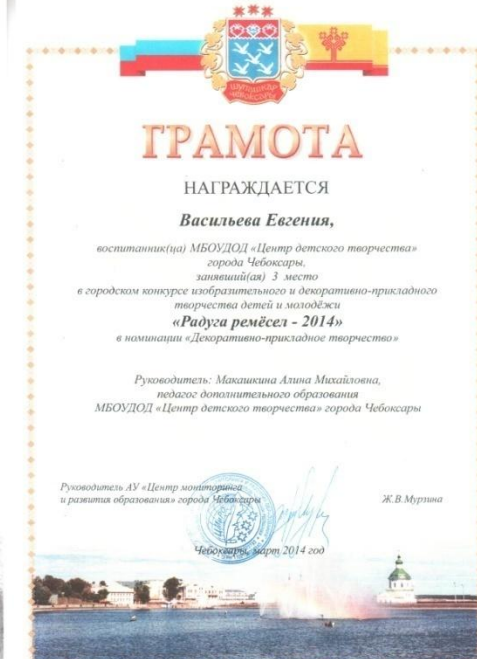 ШУПАШКАР
ЧЕБОКСАРЫ
ГРАМОТА
НАГРАЖДАЕТСЯ
Васильева Евгения,
воспитанник(ца) МБОУДОД «Центр детского творчества»
города Чебоксары,
занявший(ая) 3 место
в городском конкурсе изобразительного и декоративно-прикладного
творчества детей и молодёжи
«Радуга ремёсел - 2014»
в номинации «Декоративно-прикладное творчество»
Руководитель: Макашкина Алина Михайловна,
педагог дополнительного образования
МБОУДОД «Центр детского творчества» города Чебоксары
Руководитель АУ «Центр мониторинга
и развития образования» города Чебоксары Ж.В.Мурзина
Чебоксары, март 2014 год